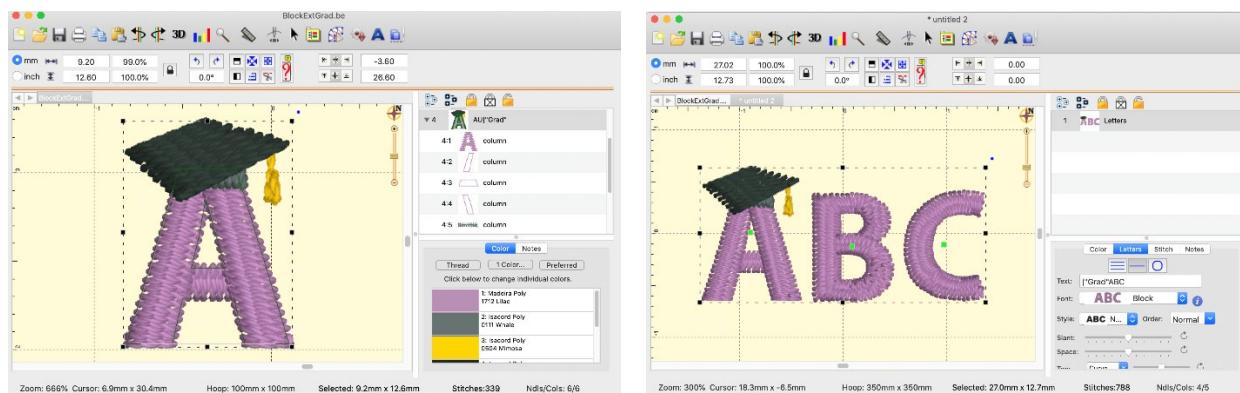 BlockExtGrad.be
3D
A
mm
9.20
99.0%
-3.60
inch
12.60
100.0%
0.0°
26.60
BlockExtGrad...
cm
N
4
AU["Grad"
4:1
column
4:2
column
4:3
column
4:4
column
4:5
column
Color
Notes
Thread
1 Color...
Preferred
Click below to change individual colors.
1: Madeira Poly
1712 Lilac
2: Isacord Poly
0111 Whale
3: Isacord Poly
0504 Mimosa
A
Zoom: 666% Cursor: 6.9mm x 30.4mm
Hoop: 100mm x 100mm
Selected: 9.2mm x 12.6mm
Stitches:339
Ndls/Cols: 6/6
* untitled 2
3D
A
mm
27.02
100.0%
0.00
inch
12.73
100.0%
0.0°
0.00
BlockExtGrad...
* untitled 2
cm
N
1
ABC
Letters
ABC
Color
Letters
Stitch
Notes
Text:
["Grad"ABC
Font:
ABC
Block
Style:
ABC N...
Order:
Normal
Slant:
Space:
Zoom: 300% Cursor: 18.3mm x -6.5mm
Hoop: 350mm x 350mm
Selected: 27.0mm x 12.7mm
Stitches:788
Ndls/Cols: 4/5